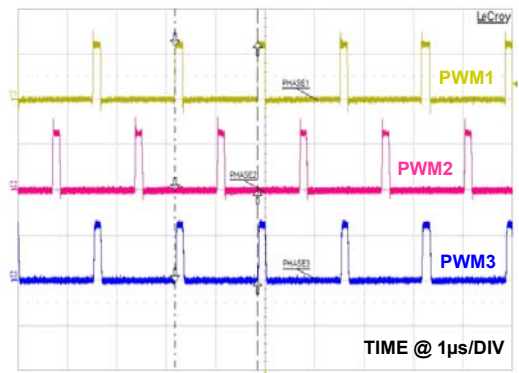 LeCroy
PWM1
PHASE1
PWM2
PHASE2
PWM3
PHASE3
TIME @ 1µs/DIV